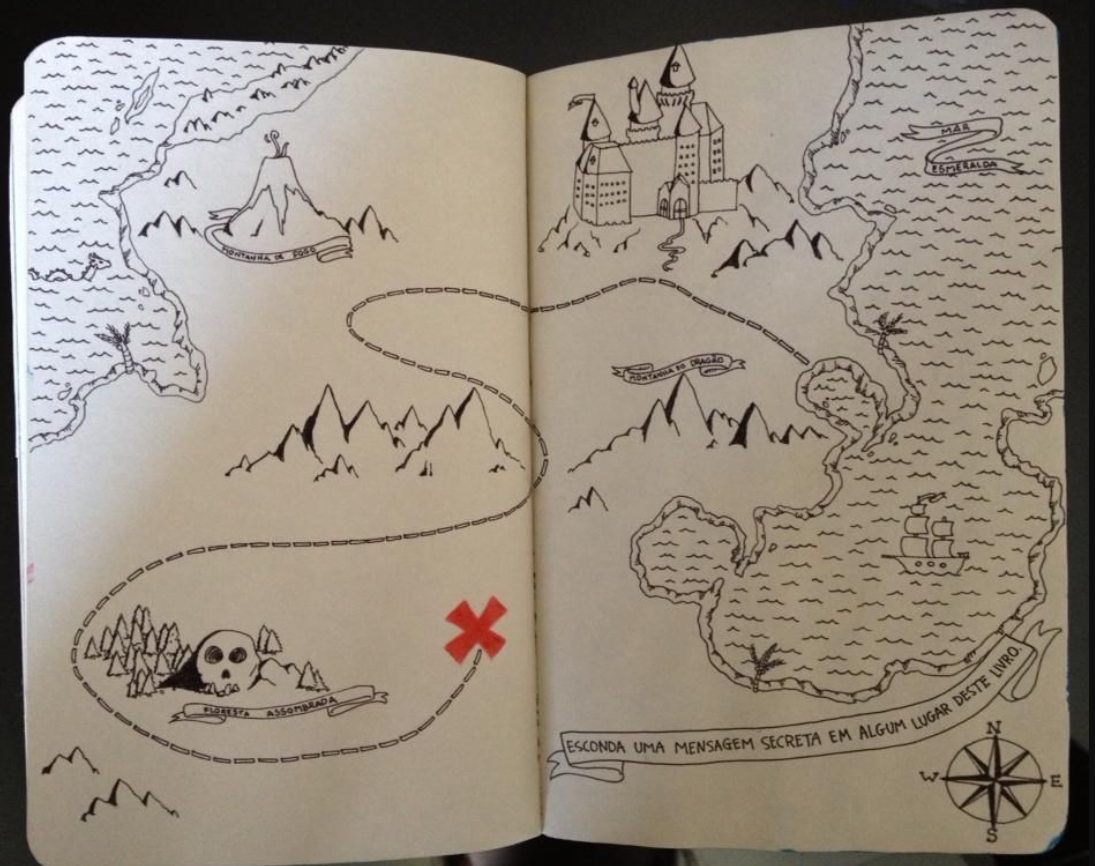 MAR
ESMERALDA
MONTANHA DE FOGO
MONTANHA DO DRAGÃO
FLORESTA ASSOMBRADA
ESCONDA UMA MENSAGEM SECRETA EM ALGUM LUGAR DESTE LIVRO.
N
W E
S